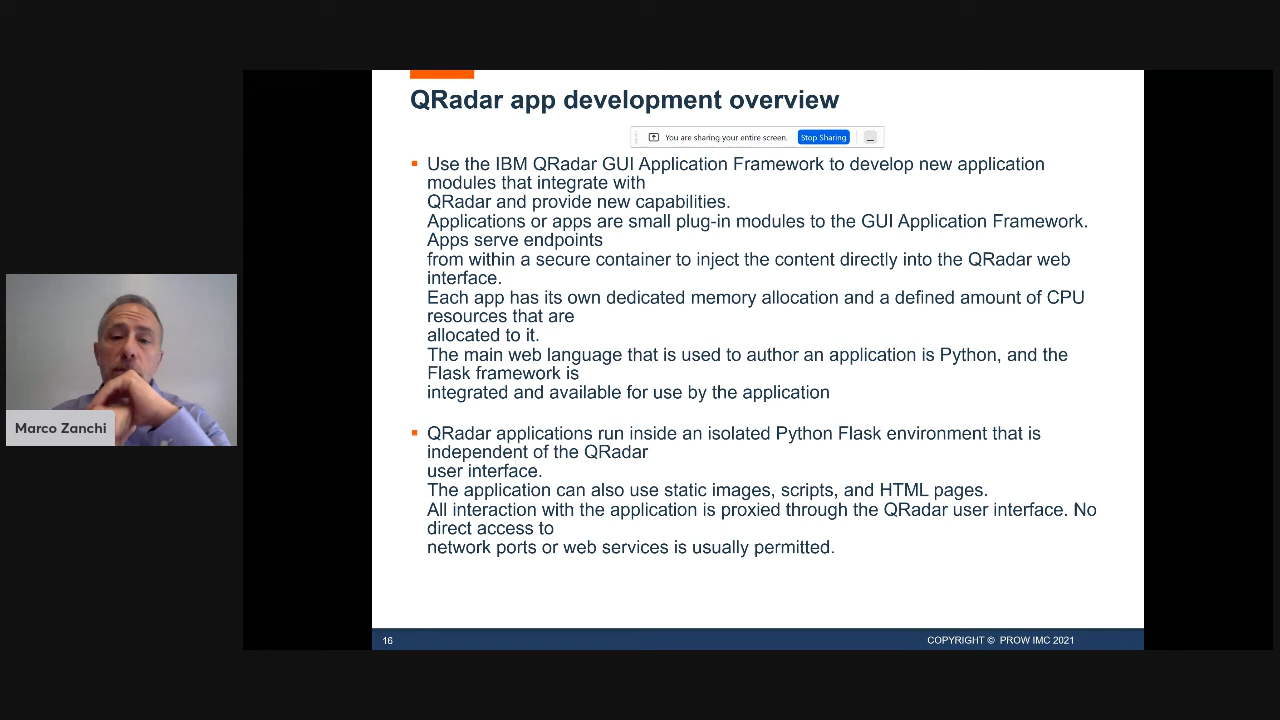 QRadar app development overview
You are sharing your entire screen.
Stop Sharing
Use the IBM QRadar GUI Application Framework to develop new application
modules that integrate with
QRadar and provide new capabilities.
Applications or apps are small plug-in modules to the GUI Application Framework.
Apps serve endpoints
from within a secure container to inject the content directly into the QRadar web
interface.
Each app has its own dedicated memory allocation and a defined amount of CPU
resources that are
allocated to it.
The main web language that is used to author an application is Python, and the
Flask framework is
integrated and available for use by the application
QRadar applications run inside an isolated Python Flask environment that is
independent of the QRadar
user interface.
The application can also use static images, scripts, and HTML pages.
All interaction with the application is proxied through the QRadar user interface. No
direct access to
network ports or web services is usually permitted.
Marco Zanchi
16
COPYRIGHT © PROW IMC 2021